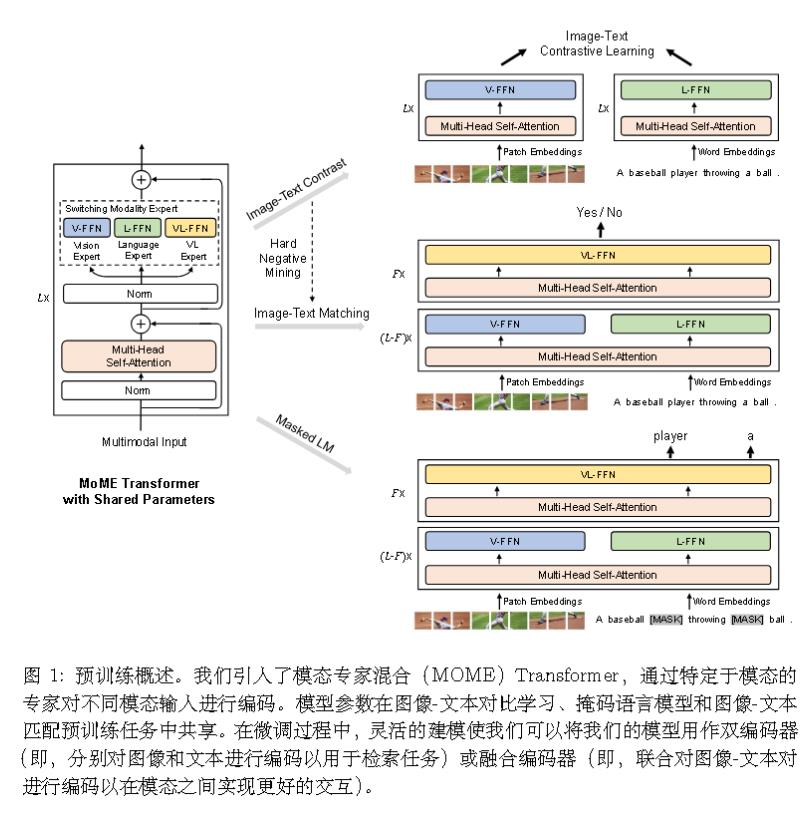 Image-Text
Contrastive Learning
V-FFN
L-FFN
L×
L×
Multi-Head Self-Attention
Multi-Head Self-Attention
Patch Embeddings
Word Embeddings
A baseball player throwing a ball .
Switching Modality Expert
V-FFN L-FFN VL-FFN
Vision Expert
Language Expert
VL Expert
Norm
L×
Multi-Head
Self-Attention
Norm
Multimodal Input
MoME Transformer
with Shared Parameters
Image-Text Contrast
Hard
Negative
Mining
Image-Text Matching
Masked LM
Yes / No
VL-FFN
F×
Multi-Head Self-Attention
V-FFN
L-FFN
(L-F)×
Multi-Head Self-Attention
Patch Embeddings
Word Embeddings
A baseball player throwing a ball .
player a
VL-FFN
F×
Multi-Head Self-Attention
V-FFN
L-FFN
(L-F)×
Multi-Head Self-Attention
Patch Embeddings
Word Embeddings
A baseball [MASK] throwing [MASK] ball .
图 1: 预训练概述。我们引入了模态专家混合（MOME）Transformer，通过特定于模态的
专家对不同模态输入进行编码。模型参数在图像-文本对比学习、掩码语言模型和图像-文本
匹配预训练任务中共享。在微调过程中，灵活的建模使我们可以将我们的模型用作双编码器
（即，分别对图像和文本进行编码以用于检索任务）或融合编码器（即，联合对图像-文本对
进行编码以在模态之间实现更好的交互）。